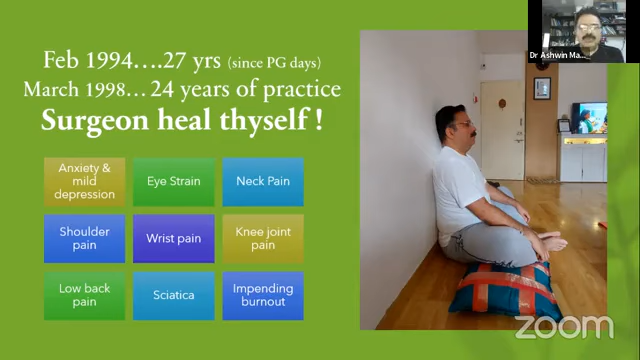 Feb 1994....27 yrs (since PG days)
March 1998... 24 years of practice
Surgeon heal thyself !
Anxiety &
mild
depression
Eye Strain
Neck Pain
Shoulder
pain
Wrist pain
Knee joint
pain
Low back
pain
Sciatica
Impending
burnout
Dr Ashwin Ma...
zoom